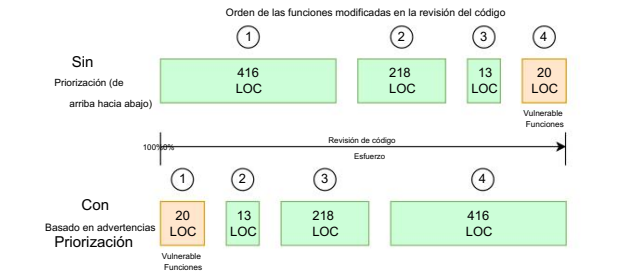 Orden de las funciones modificadas en la revisión del código
1 2 3 4
Sin
Priorización (de
arriba hacia abajo)
416
LOC
218
LOC
13
LOC
20
LOC
Vulnerable
Funciones
100%0%
Revisión de código
Esfuerzo
1 2 3 4
Con
Basado en advertencias
Priorización
20
LOC
13
LOC
218
LOC
416
LOC
Vulnerable
Funciones